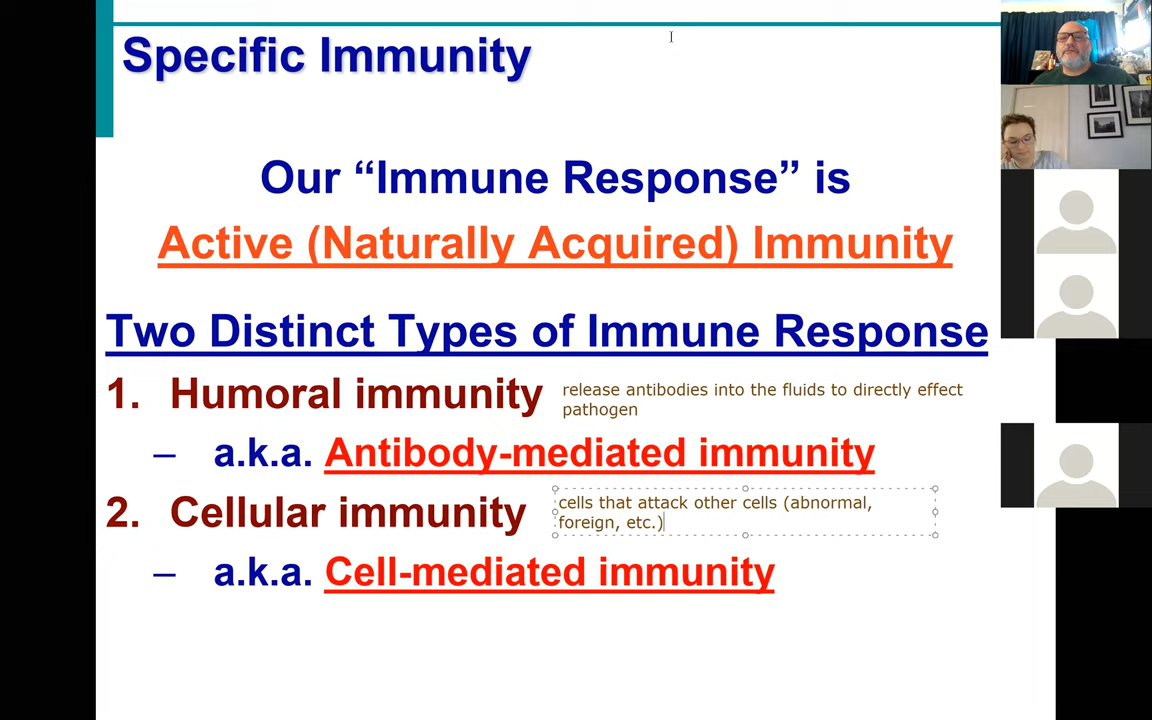 Specific Immunity
Our “Immune Response” is
Active (Naturally Acquired) Immunity
Two Distinct Types of Immune Response
1. Humoral immunity
release antibodies into the fluids to directly effect
pathogen
– a.k.a. Antibody-mediated immunity
2. Cellular immunity
cells that attack other cells (abnormal,
foreign, etc.)
– a.k.a. Cell-mediated immunity